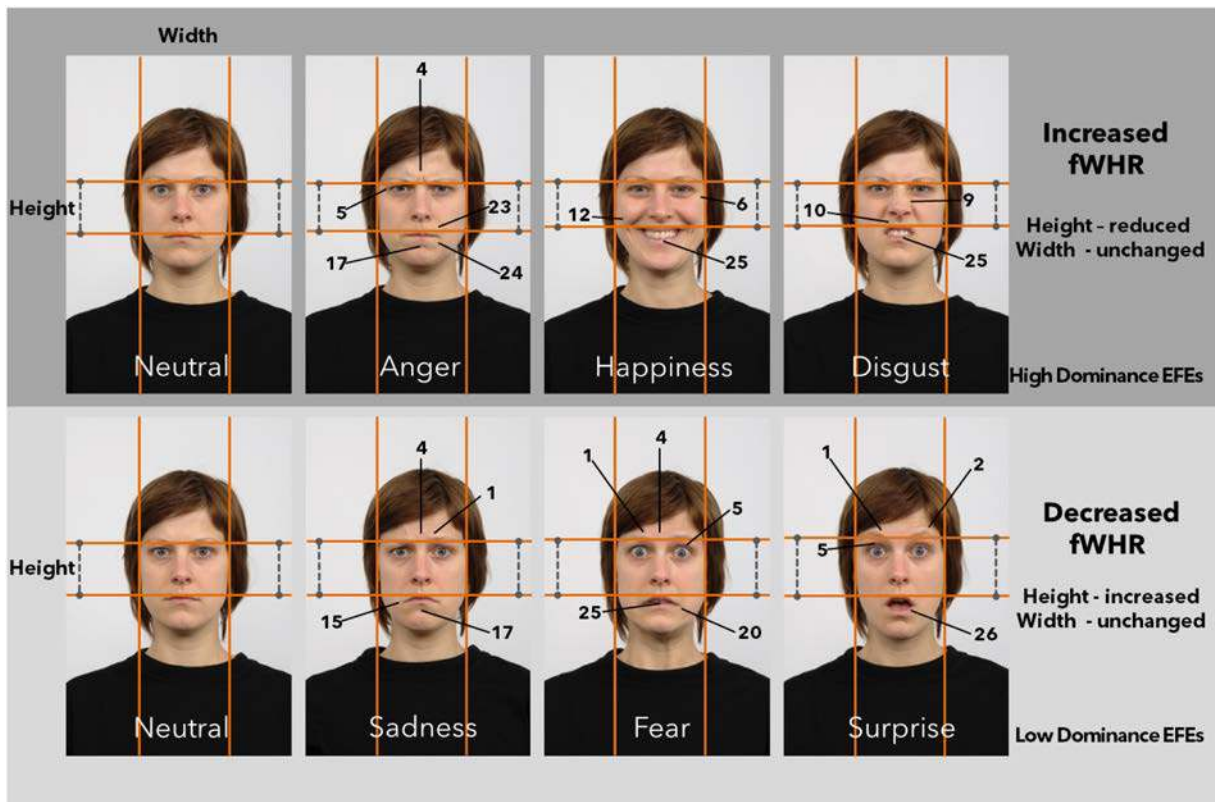 Width
Height
4
5
23
17
24
12
6
25
10
9
25
Increased
fWHR
Height – reduced
Width - unchanged
Neutral
Anger
Happiness
Disgust
High Dominance EFEs
Height
4
1
15
17
1
4
5
25
20
1
2
5
26
Decreased
fWHR
Height - increased
Width - unchanged
Neutral
Sadness
Fear
Surprise
Low Dominance EFEs